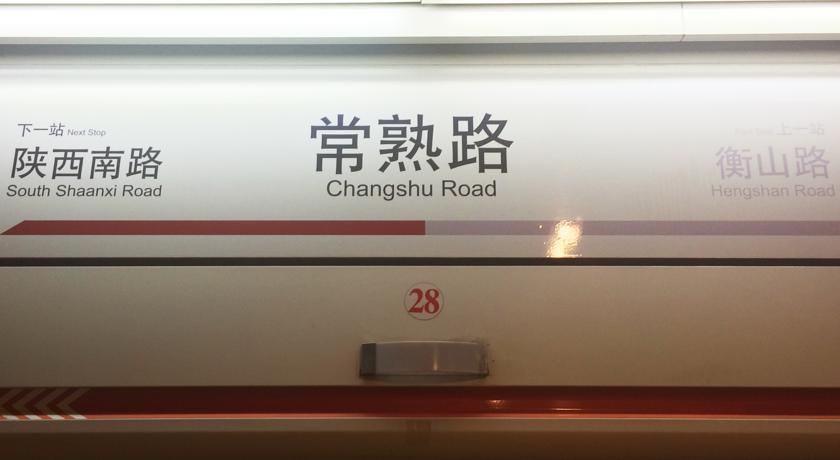 下一站 Next Stop
陕西南路
South Shaanxi Road
常熟路
Changshu Road
上一站
衡山路
Hengshan Road
28